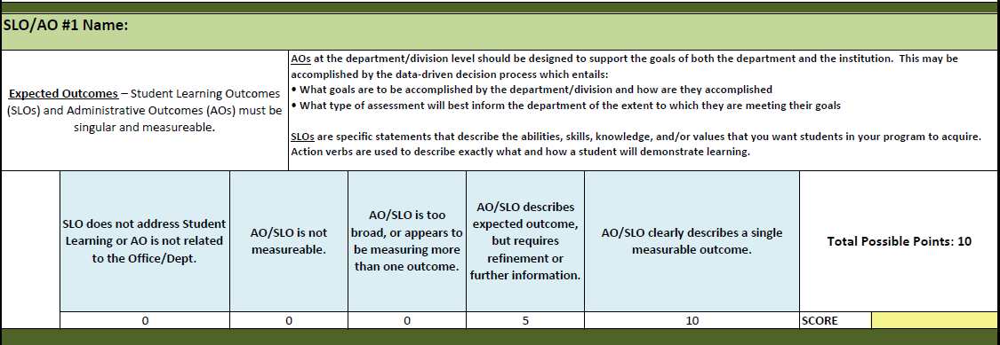 SLO/AO #1 Name:
Expected Outcomes – Student Learning Outcomes
(SLOs) and Administrative Outcomes (AOs) must be
singular and measureable.
AOs at the department/division level should be designed to support the goals of both the department and the institution.  This may be
accomplished by the data-driven decision process which entails:
• What goals are to be accomplished by the department/division and how are they accomplished
• What type of assessment will best inform the department of the extent to which they are meeting their goals
SLOs are specific statements that describe the abilities, skills, knowledge, and/or values that you want students in your program to acquire.
Action verbs are used to describe exactly what and how a student will demonstrate learning.
SLO does not address Student
Learning or AO is not related
to the Office/Dept.
AO/SLO is not
measureable.
AO/SLO is too
broad, or appears to
be measuring more
than one outcome.
AO/SLO describes
expected outcome,
but requires
refinement or
further information.
AO/SLO clearly describes a single
measurable outcome.
Total Possible Points: 10
0
0
0
5
10
SCORE